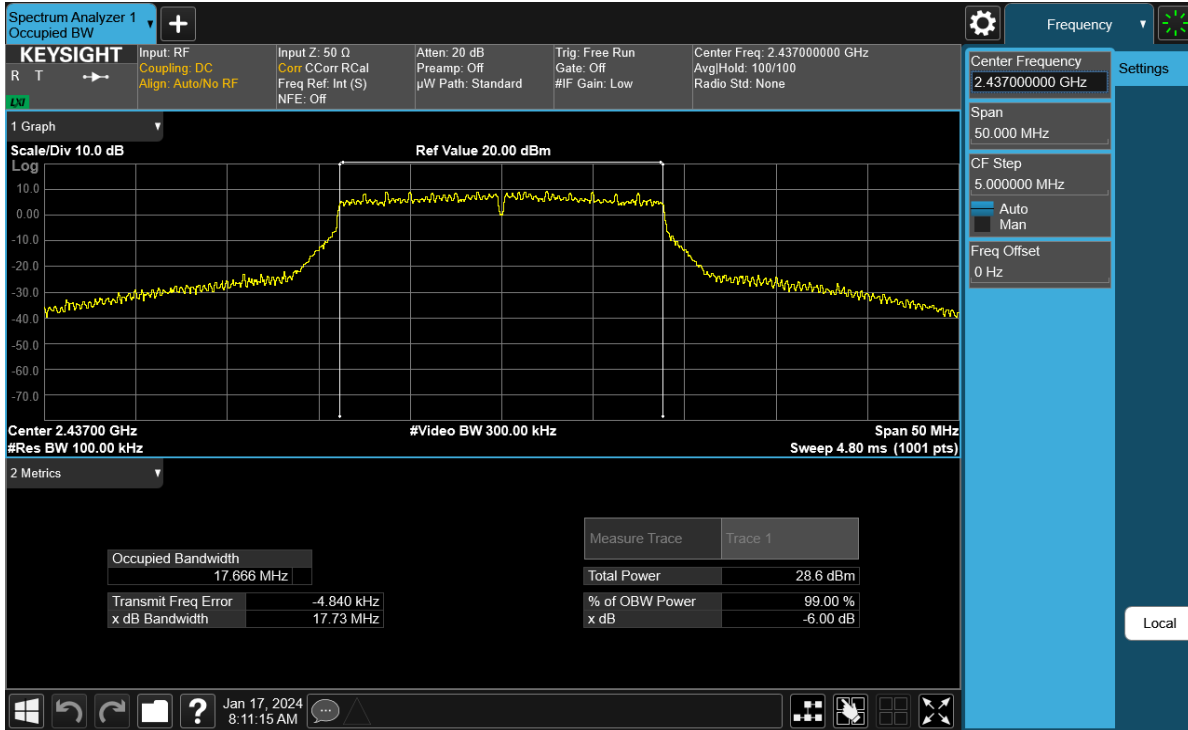 Spectrum Analyzer 1
Occupied BW
Frequency
KEYSIGHT
R T
LXI
Input: RF
Coupling: DC
Align: Auto/No RF
Input Z: 50 Ω
Corr CCorr RCal
Freq Ref: Int (S)
NFE: Off
Atten: 20 dB
Preamp: Off
µW Path: Standard
Trig: Free Run
Gate: Off
#IF Gain: Low
Center Freq: 2.437000000 GHz
Avg|Hold: 100/100
Radio Std: None
Center Frequency
2.437000000 GHz
Settings
Span
50.000 MHz
CF Step
5.000000 MHz
Auto
Man
Freq Offset
0 Hz
1 Graph
Scale/Div 10.0 dB
Ref Value 20.00 dBm
Log
10.0
0.00
-10.0
-20.0
-30.0
-40.0
-50.0
-60.0
-70.0
Center 2.43700 GHz
#Video BW 300.00 kHz
Span 50 MHz
#Res BW 100.00 kHz
Sweep 4.80 ms (1001 pts)
2 Metrics
Measure Trace
Trace 1
Occupied Bandwidth
17.666 MHz
Total Power
28.6 dBm
Transmit Freq Error
-4.840 kHz
% of OBW Power
99.00 %
x dB Bandwidth
17.73 MHz
x dB
-6.00 dB
Local
?
Jan 17, 2024
8:11:15 AM